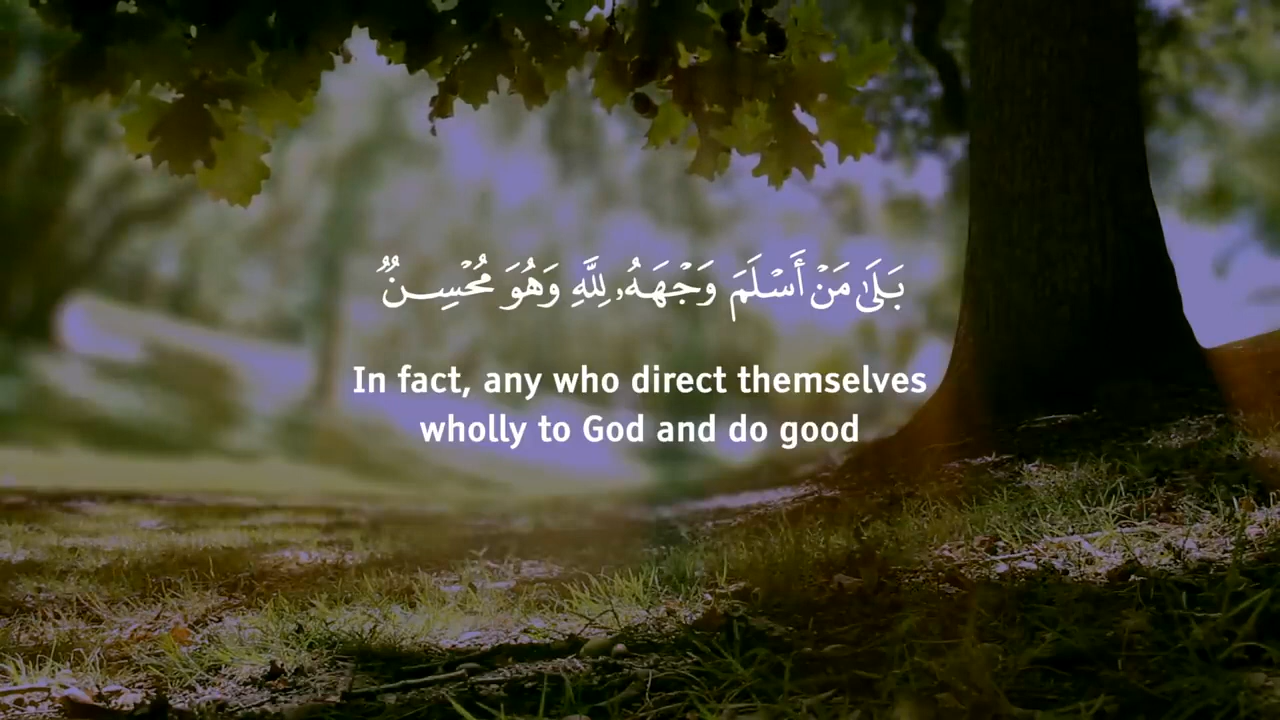 بَلَىٰ مَنْ أَسْلَمَ وَجْهَهُۥ لِلَّهِ وَهُوَ مُحْسِنٌ
In fact, any who direct themselves
wholly to God and do good